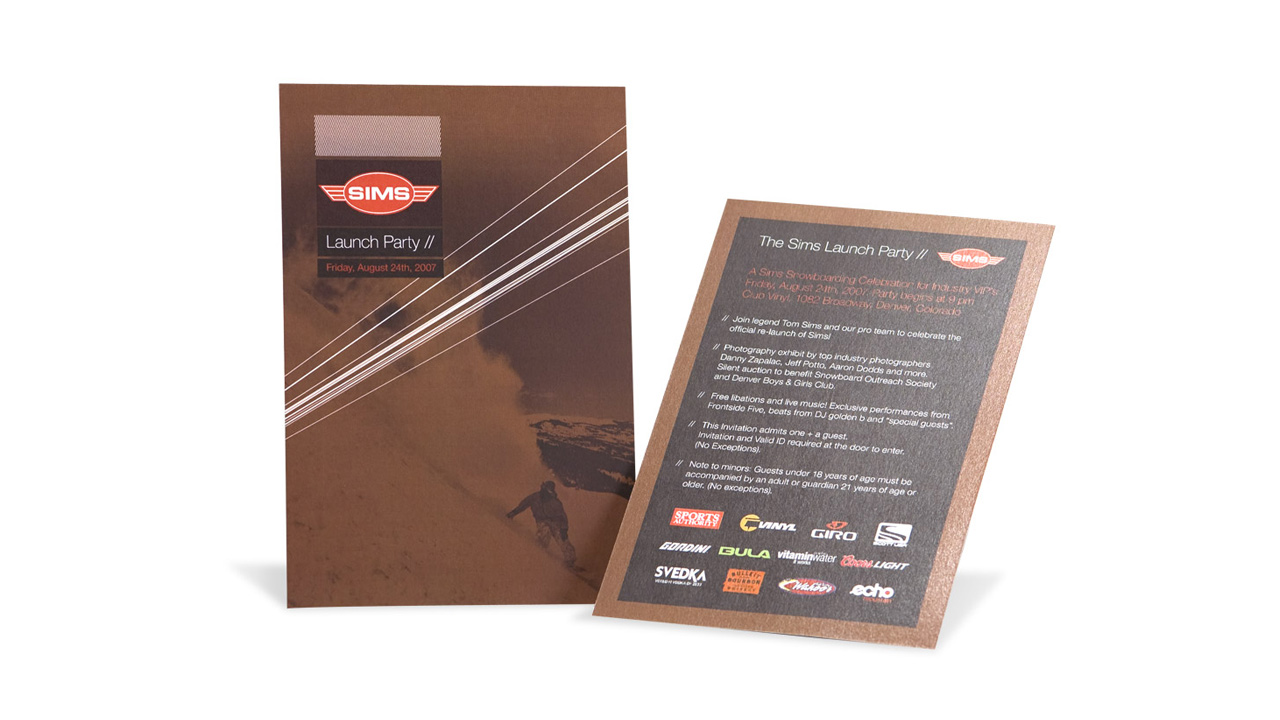 SIMS
Launch Party //
Friday, August 24th, 2007
The Sims Launch Party //
SIMS
A Sims Snowboarding Celebration for Industry VIPs.
Friday, August 24th, 2007. Party begins at 9 pm
Club Vinyl, 1082 Broadway, Denver, Colorado
// Join legend Tom Sims and our pro team to celebrate the
official re-launch of Sims!
// Photography exhibit by top industry photographers
Danny Zapalac, Jeff Potto, Aaron Dodds and more.
Silent auction to benefit Snowboard Outreach Society
and Denver Boys & Girls Club.
// Free libations and live music! Exclusive performances from
Frontside Five, beats from DJ golden b and "special guests".
// This Invitation admits one + a guest.
Invitation and Valid ID required at the door to enter.
(No Exceptions).
// Note to minors: Guests under 18 years of age must be
accompanied by an adult or guardian 21 years of age or
older. (No exceptions).
SPORTS
AUTHORITY
VINYL
GIRO
GORDINI
BULA
vitaminwater
Coors LIGHT
SVEDKA
BULLEIT
BOURBON
echo